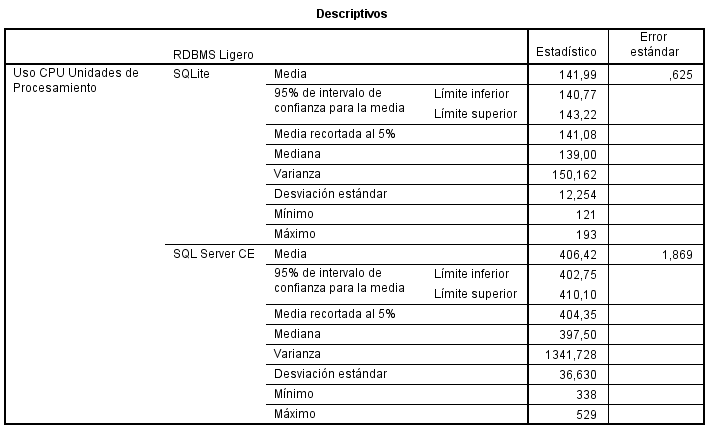 Descriptivos
RDBMS Ligero Estadístico Error estándar
Uso CPU Unidades de Procesamiento SQLite Media 141,99 ,625
95% de intervalo de confianza para la media Límite inferior 140,77
Límite superior 143,22
Media recortada al 5% 141,08
Mediana 139,00
Varianza 150,162
Desviación estándar 12,254
Mínimo 121
Máximo 193
SQL Server CE Media 406,42 1,869
95% de intervalo de confianza para la media Límite inferior 402,75
Límite superior 410,10
Media recortada al 5% 404,35
Mediana 397,50
Varianza 1341,728
Desviación estándar 36,630
Mínimo 338
Máximo 529